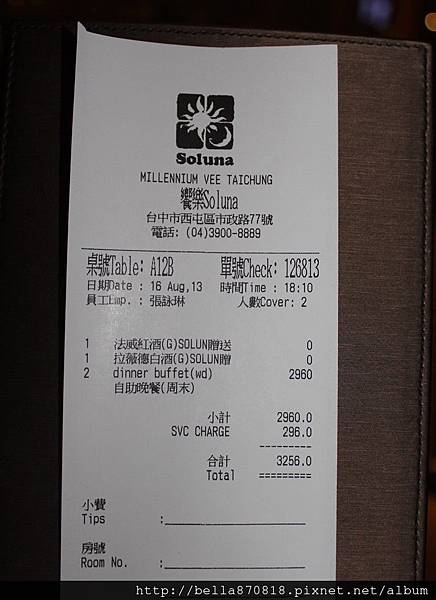 Soluna
MILLENNIUM VEE TAICHUNG
饗樂Soluna
台中市西屯區市政路77號
電話: (04)3900-8889
桌號Table: A12B 單號Check: 126813
日期Date : 16 Aug,13 時間Time : 18:10
員工Emp. : 張詠琳 人數Cover: 2
1 法威紅酒(G)SOLUN贈送 0
1 拉薇德白酒(G)SOLUN贈 0
2 dinner buffet(wd) 2960
自助晚餐(周末)
小計 2960.0
SVC CHARGE 296.0
---------
合計 3256.0
Total =========
小費
Tips :____________________
房號
Room No. :____________________
http://bella870818.pixnet.net/album